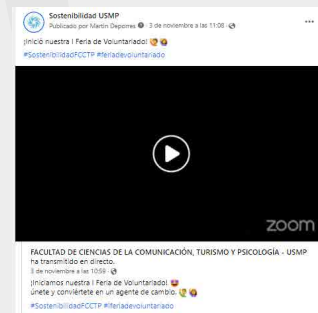 Sostenibilidad USMP
Publicado por Martin Deporres · 3 de noviembre a las 11:06 ·
¡Inició nuestra I Feria de Voluntariado!
#SostenibilidadFCCTP #feriadevoluntariado
zoom
FACULTAD DE CIENCIAS DE LA COMUNICACIÓN, TURISMO Y PSICOLOGÍA - USMP
ha transmitido en directo.
3 de noviembre a las 10:59 ·
¡Iniciamos nuestra I Feria de Voluntariado!
únete y conviértete en un agente de cambio.
#SostenibilidadFCCTP #Iferiadevoluntariado